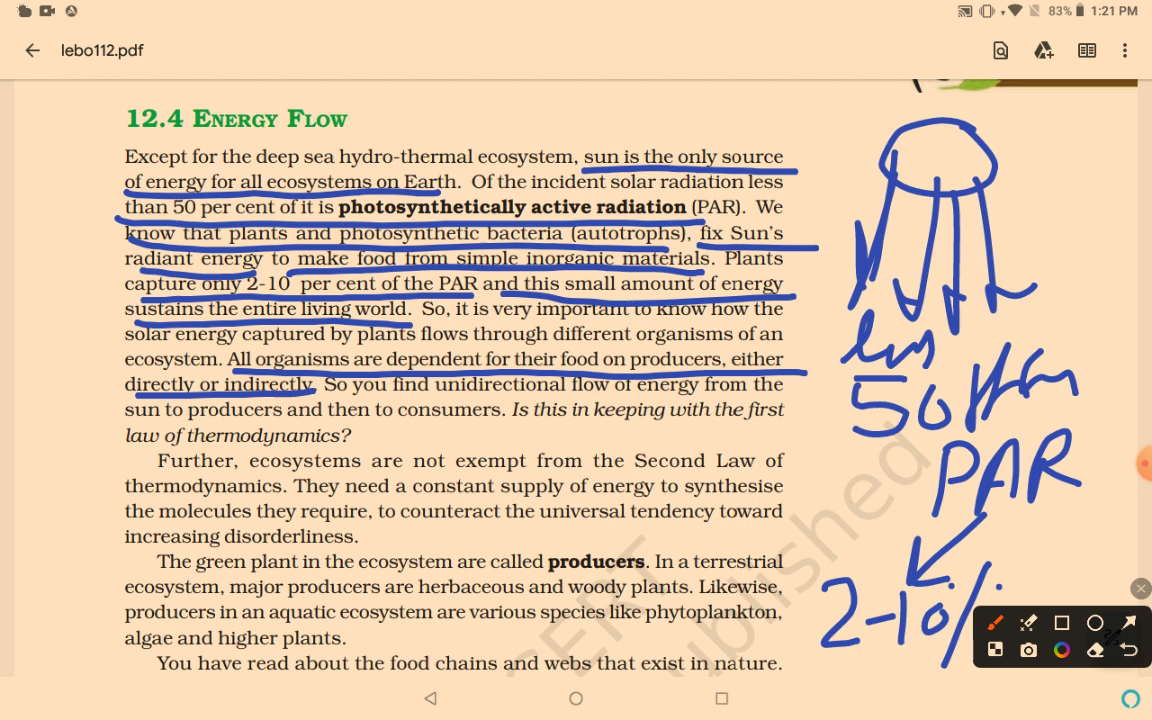 83% 1:21 PM
lebo112.pdf
12.4 ENERGY FLOW
Except for the deep sea hydro-thermal ecosystem, sun is the only source
of energy for all ecosystems on Earth. Of the incident solar radiation less
than 50 per cent of it is photosynthetically active radiation (PAR). We
know that plants and photosynthetic bacteria (autotrophs), fix Sun's
radiant energy to make food from simple inorganic materials. Plants
capture only 2-10 per cent of the PAR and this small amount of energy
sustains the entire living world. So, it is very important to know how the
solar energy captured by plants flows through different organisms of an
ecosystem. All organisms are dependent for their food on producers, either
directly or indirectly. So you find unidirectional flow of energy from the
sun to producers and then to consumers. Is this in keeping with the first
law of thermodynamics?
Further, ecosystems are not exempt from the Second Law of
thermodynamics. They need a constant supply of energy to synthesise
the molecules they require, to counteract the universal tendency toward
increasing disorderliness.
The green plant in the ecosystem are called producers. In a terrestrial
ecosystem, major producers are herbaceous and woody plants. Likewise,
producers in an aquatic ecosystem are various species like phytoplankton,
algae and higher plants.
You have read about the food chains and webs that exist in nature.
50
PAR
2-10%